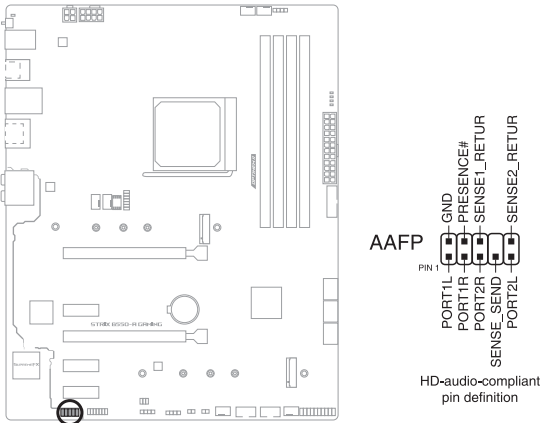 STRIX B550-A GAMING
AAFP
PIN 1
GND
PRESENCE#
SENSE1_RETUR
SENSE2_RETUR
PORT1L
PORT1R
PORT2R
SENSE_SEND
PORT2L
HD-audio-compliant
pin definition